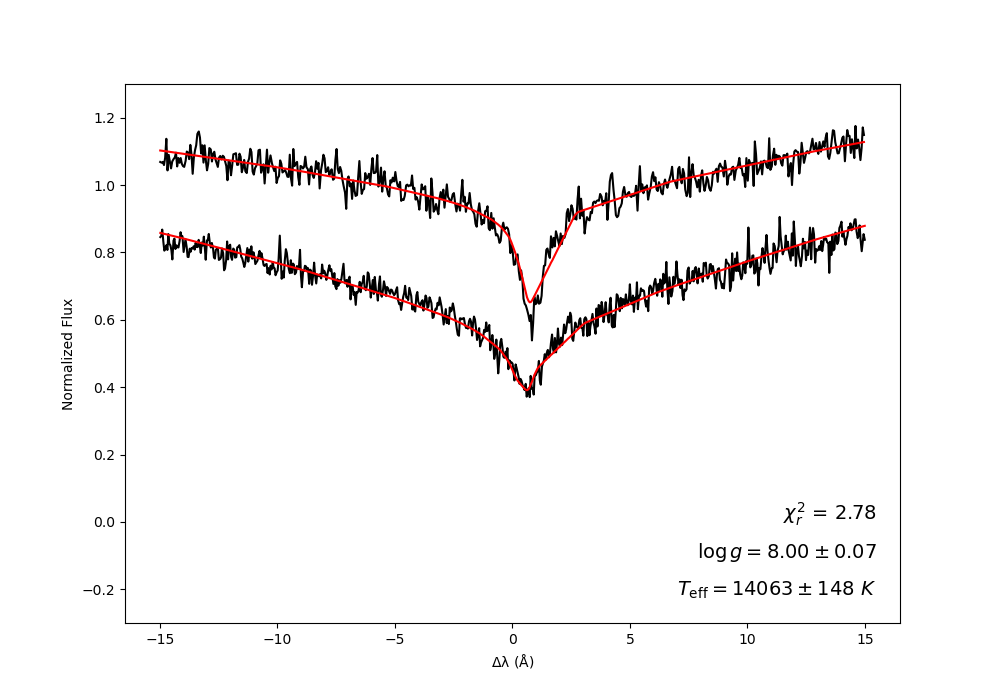 1.2
1.0
0.8
0.6
0.4
0.2
0.0
−0.2
Normalized Flux
χ²ᵣ = 2.78
log g = 8.00 ± 0.07
T_eff = 14063 ± 148 K
−15 −10 −5 0 5 10 15
Δλ (Å)